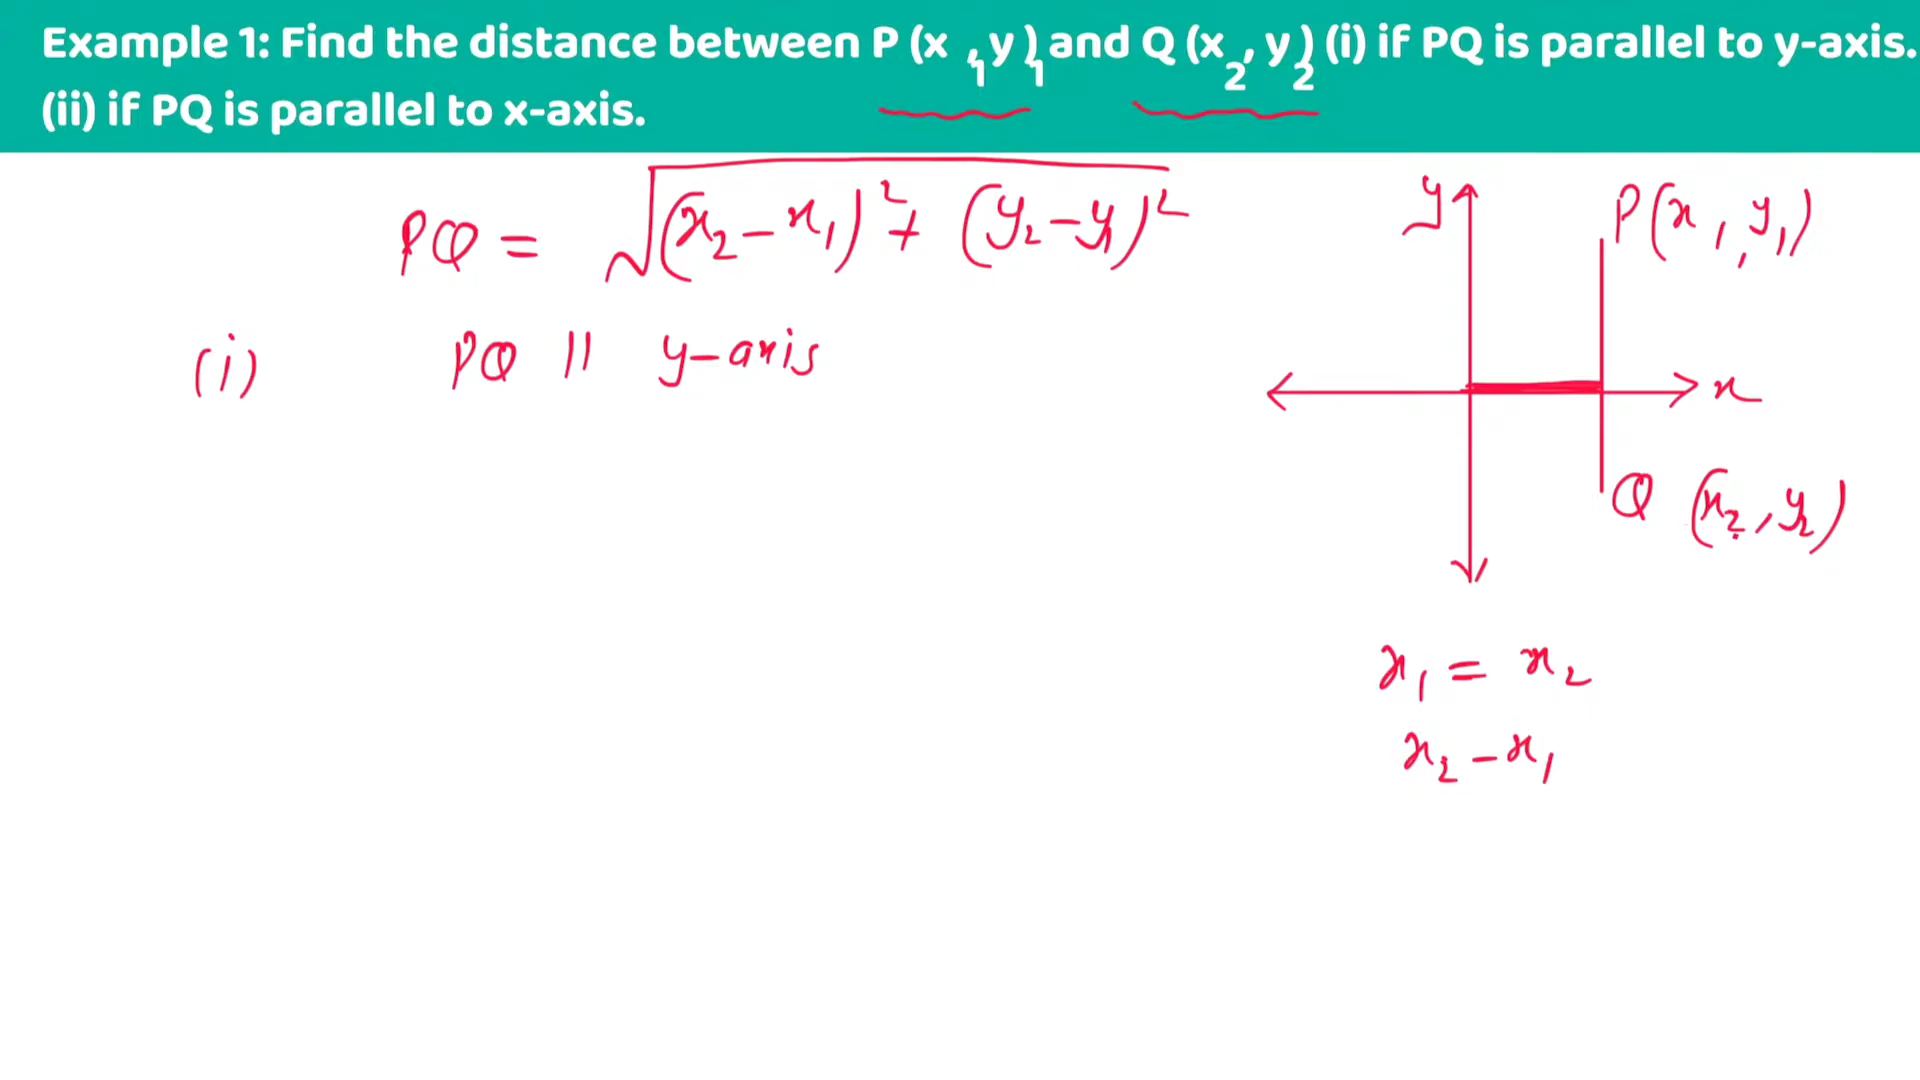 Example 1: Find the distance between P (x₁, y₁) and Q (x₂, y₂) (i) if PQ is parallel to y-axis.
(ii) if PQ is parallel to x-axis.
PQ = √(x₂-x₁)² + (y₂-y₁)²
(i) PQ || y-axis
y
P(x₁, y₁)
x
Q (x₂, y₂)
x₁ = x₂
x₂ - x₁